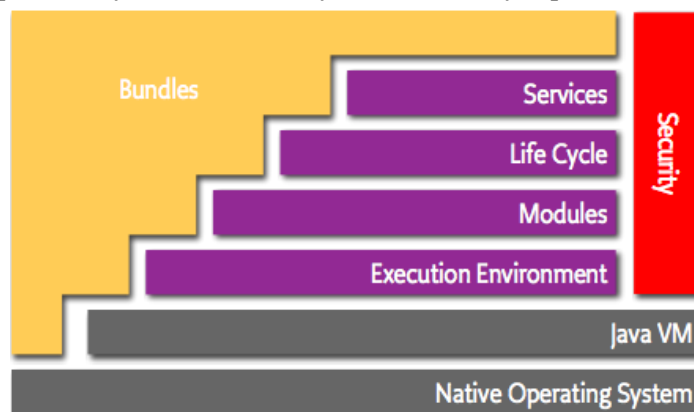 Bundles
Services
Life Cycle
Modules
Execution Environment
Security
Java VM
Native Operating System